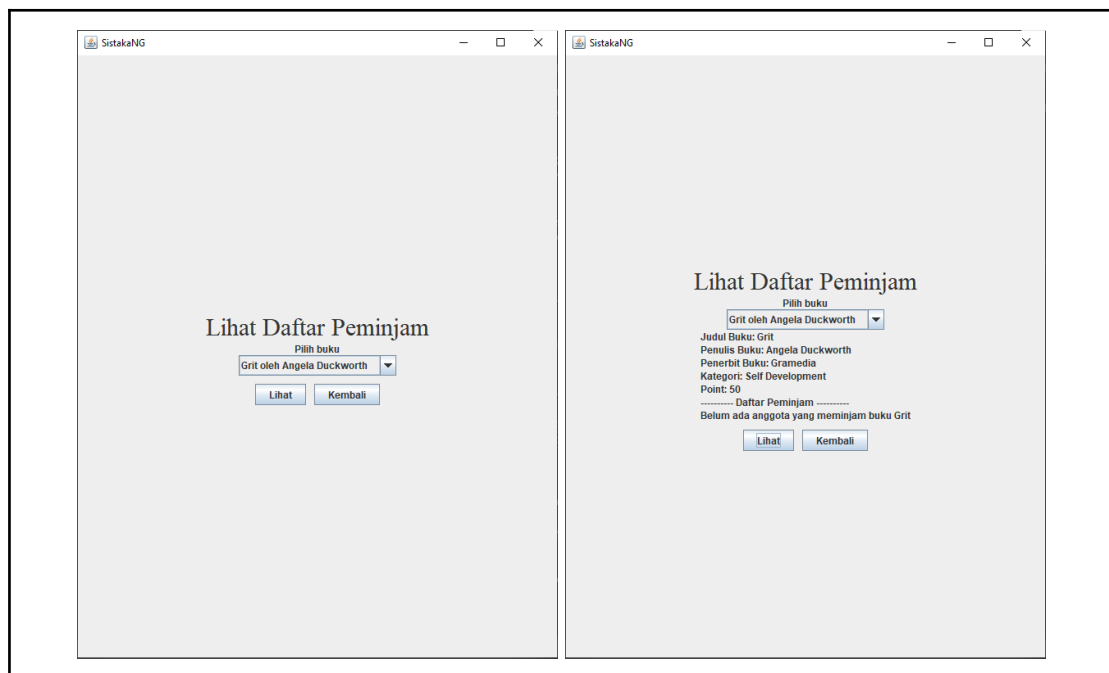 SistakaNG
Lihat Daftar Peminjam
Pilih buku
Grit oleh Angela Duckworth
Lihat Kembali
SistakaNG
Lihat Daftar Peminjam
Pilih buku
Grit oleh Angela Duckworth
Judul Buku: Grit
Penulis Buku: Angela Duckworth
Penerbit Buku: Gramedia
Kategori: Self Development
Point: 50
---------- Daftar Peminjam ----------
Belum ada anggota yang meminjam buku Grit
Lihat Kembali